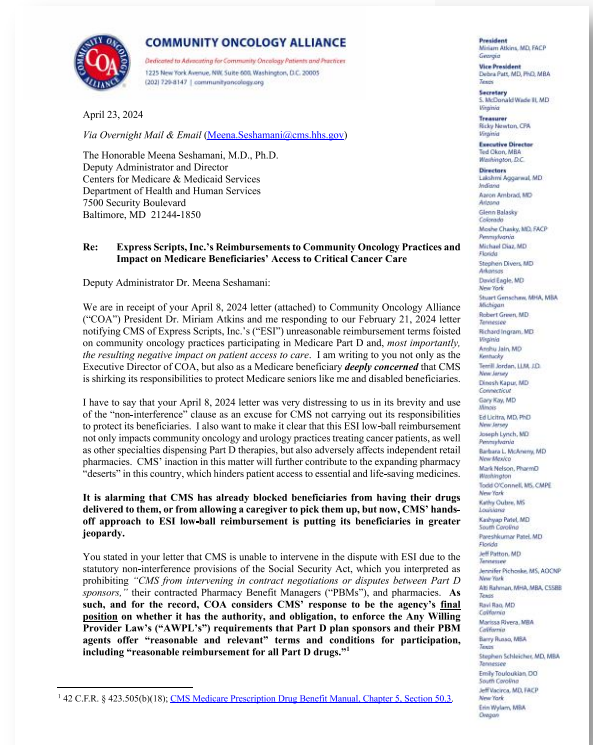 COMMUNITY ONCOLOGY ALLIANCE
Dedicated to Advocating for Community Oncology Patients and Practices
1225 New York Avenue, NW, Suite 600, Washington, D.C. 20005
(202) 729-8147 | communityoncology.org
COMMUNITY ONCOLOGY
COA
ALLIANCE
April 23, 2024
Via Overnight Mail & Email (Meena.Seshamani@cms.hhs.gov)
The Honorable Meena Seshamani, M.D., Ph.D.
Deputy Administrator and Director
Centers for Medicare & Medicaid Services
Department of Health and Human Services
7500 Security Boulevard
Baltimore, MD 21244-1850
Re: Express Scripts, Inc.'s Reimbursements to Community Oncology Practices and
Impact on Medicare Beneficiaries' Access to Critical Cancer Care
Deputy Administrator Dr. Meena Seshamani:
We are in receipt of your April 8, 2024 letter (attached) to Community Oncology Alliance
("COA") President Dr. Miriam Atkins and me responding to our February 21, 2024 letter
notifying CMS of Express Scripts, Inc.'s ("ESI") unreasonable reimbursement terms foisted
on community oncology practices participating in Medicare Part D and, most importantly,
the resulting negative impact on patient access to care. I am writing to you not only as the
Executive Director of COA, but also as a Medicare beneficiary deeply concerned that CMS
is shirking its responsibilities to protect Medicare seniors like me and disabled beneficiaries.
I have to say that your April 8, 2024 letter was very distressing to us in its brevity and use
of the "non-interference" clause as an excuse for CMS not carrying out its responsibilities
to protect its beneficiaries. I also want to make it clear that this ESI low-ball reimbursement
not only impacts community oncology and urology practices treating cancer patients, as well
as other specialties dispensing Part D therapies, but also adversely affects independent retail
pharmacies. CMS' inaction in this matter will further contribute to the expanding pharmacy
"deserts" in this country, which hinders patient access to essential and life-saving medicines.
It is alarming that CMS has already blocked beneficiaries from having their drugs
delivered to them, or from allowing a caregiver to pick them up, but now, CMS' hands-
off approach to ESI low-ball reimbursement is putting its beneficiaries in greater
jeopardy.
You stated in your letter that CMS is unable to intervene in the dispute with ESI due to the
statutory non-interference provisions of the Social Security Act, which you interpreted as
prohibiting "CMS from intervening in contract negotiations or disputes between Part D
sponsors," their contracted Pharmacy Benefit Managers ("PBMs"), and pharmacies. As
such, and for the record, COA considers CMS' response to be the agency's final
position on whether it has the authority, and obligation, to enforce the Any Willing
Provider Law's ("AWPL's") requirements that Part D plan sponsors and their PBM
agents offer "reasonable and relevant" terms and conditions for participation,
including "reasonable reimbursement for all Part D drugs."1
1 42 C.F.R. § 423.505(b)(18); CMS Medicare Prescription Drug Benefit Manual, Chapter 5, Section 50.3.
President
Miriam Atkins, MD, FACP
Georgia
Vice President
Debra Patt, MD, PhD, MBA
Texas
Secretary
S. McDonald Wade III, MD
Virginia
Treasurer
Ricky Newton, CPA
Virginia
Executive Director
Ted Okon, MBA
Washington, D.C.
Directors
Lakshmi Aggarwal, MD
Indiana
Aaron Ambrad, MD
Arizona
Glenn Balasky
Colorado
Moshe Chasky, MD, FACP
Pennsylvania
Michael Diaz, MD
Florida
Stephen Divers, MD
Arkansas
David Eagle, MD
New York
Stuart Genschaw, MHA, MBA
Michigan
Robert Green, MD
Tennessee
Richard Ingram, MD
Virginia
Anshu Jain, MD
Kentucky
Terrill Jordan, LLM, J.D.
New Jersey
Dinesh Kapur, MD
Connecticut
Gary Kay, MD
Illinois
Ed Licitra, MD, PhD
New Jersey
Joseph Lynch, MD
Pennsylvania
Barbara L. McAneny, MD
New Mexico
Mark Nelson, PharmD
Washington
Todd O'Connell, MS, CMPE
New York
Kathy Oubre, MS
Louisiana
Kashyap Patel, MD
South Carolina
Pareshkumar Patel, MD
Florida
Jeff Patton, MD
Tennessee
Jennifer Pichoske, MS, AOCNP
New York
Atti Rahman, MHA, MBA, CSSBB
Texas
Ravi Rao, MD
California
Marissa Rivera, MBA
California
Barry Russo, MBA
Texas
Stephen Schleicher, MD, MBA
Tennessee
Emily Touloukian, DO
South Carolina
Jeff Vacirca, MD, FACP
New York
Erin Wylam, MBA
Oregon